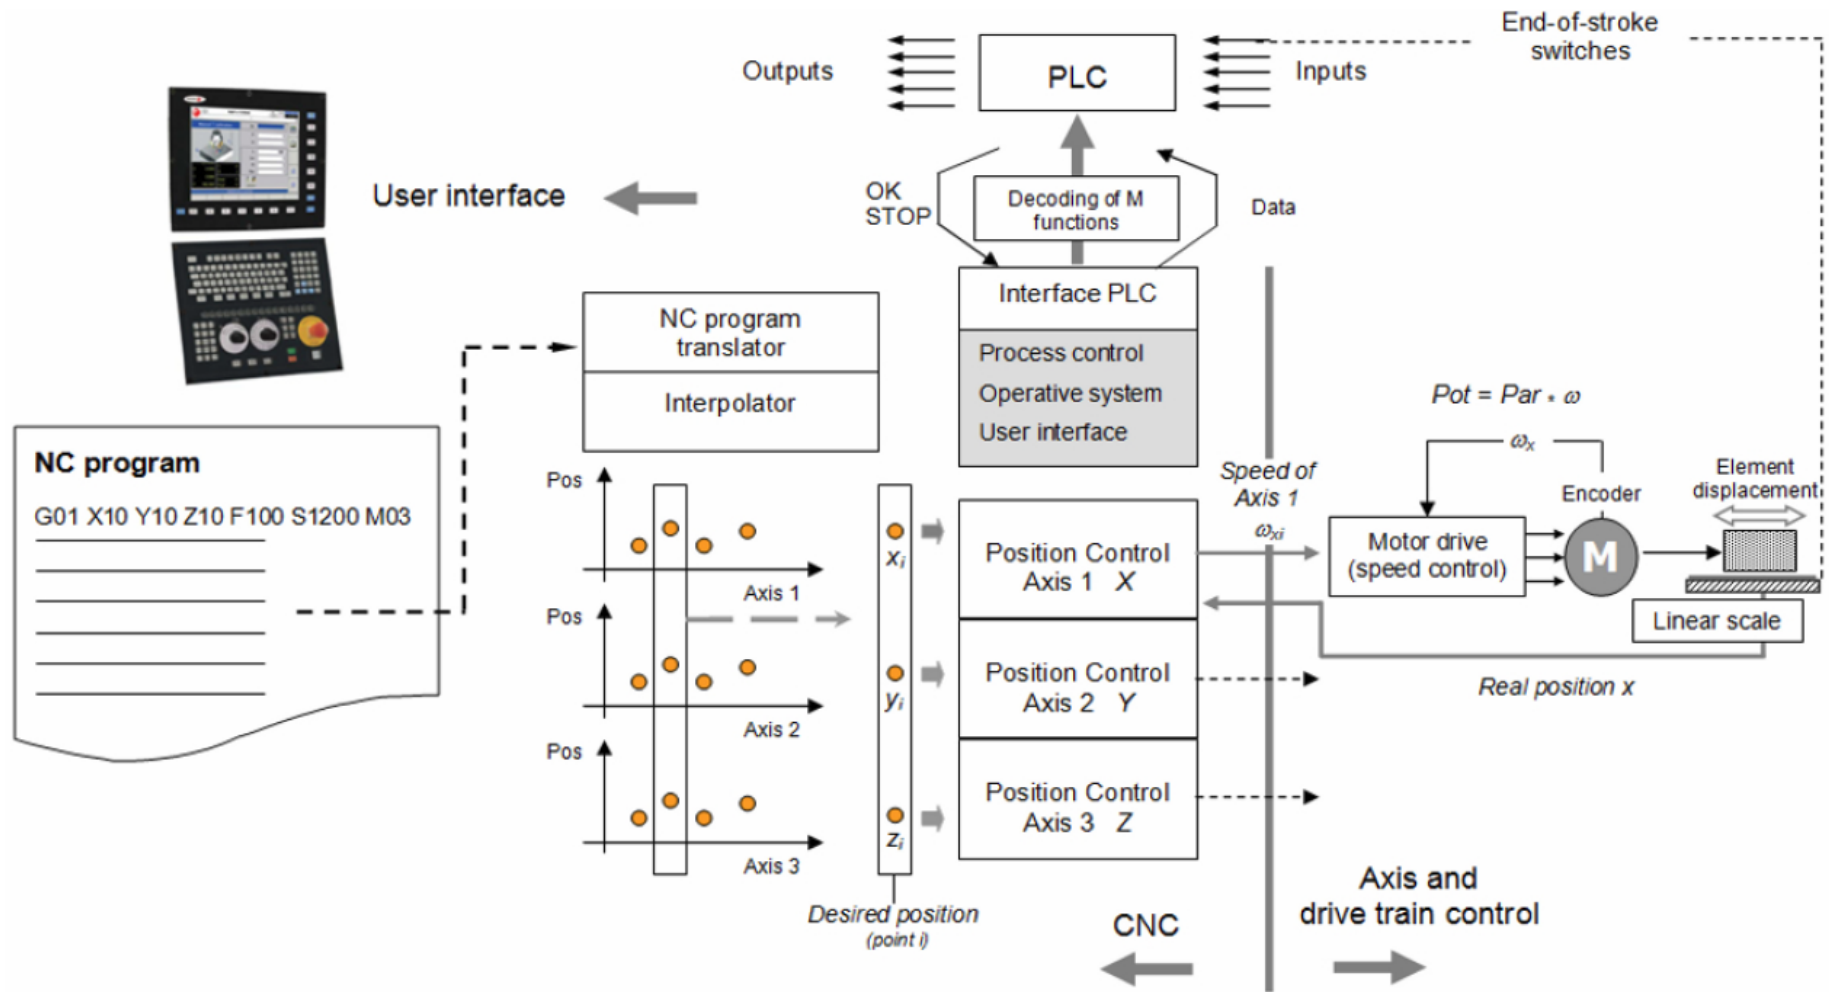 End-of-stroke
switches
Outputs
PLC
Inputs
User interface
OK
STOP
Decoding of M
functions
Data
Interface PLC
Process control
Operative system
User interface
NC program
translator
Interpolator
NC program
G01 X10 Y10 Z10 F100 S1200 M03
Pos
Axis 1
Pos
Axis 2
Pos
Axis 3
xi
yi
zi
Desired position
(point i)
Position Control
Axis 1 X
Position Control
Axis 2 Y
Position Control
Axis 3 Z
Speed of
Axis 1
ωxi
Pot = Par * ω
ωx
Encoder
Element
displacement
Motor drive
(speed control)
M
Linear scale
Real position x
CNC
Axis and
drive train control